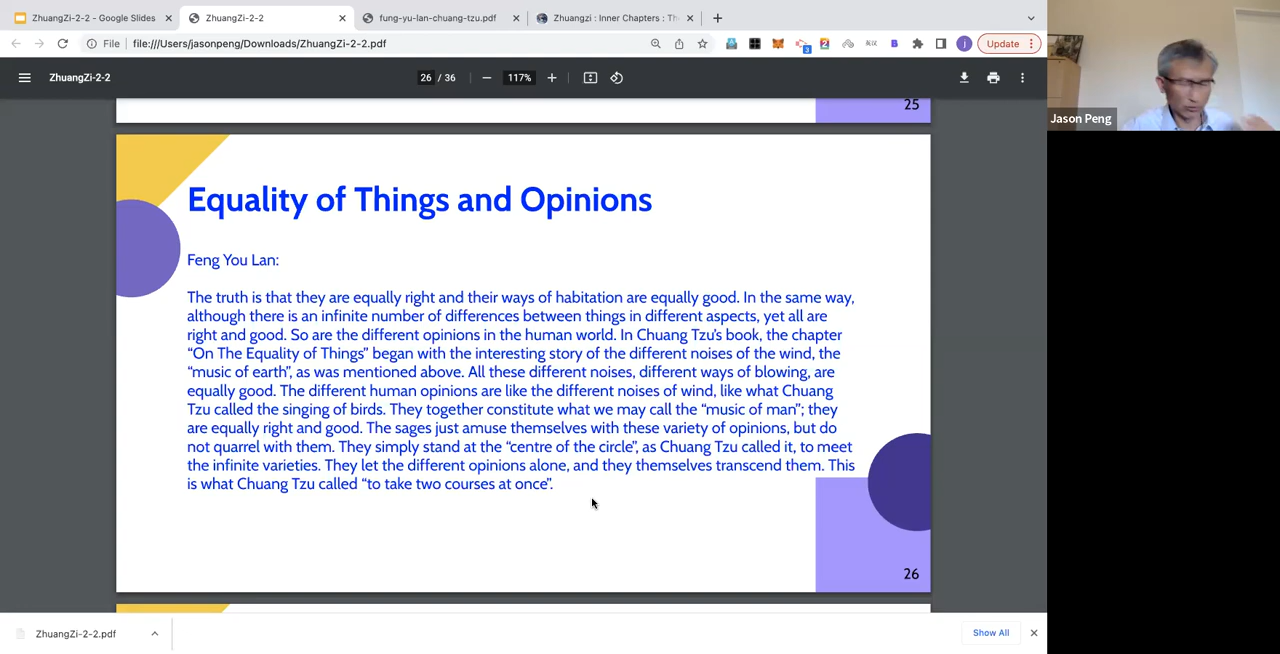 ZhuangZi-2-2 - Google Slides
ZhuangZi-2-2
fung-yu-lan-chuang-tzu.pdf
Zhuangzi : Inner Chapters : Th
File
file:///Users/jasonpeng/Downloads/ZhuangZi-2-2.pdf
Update
ZhuangZi-2-2
26 / 36
117%
Jason Peng
25
Equality of Things and Opinions
Feng You Lan:
The truth is that they are equally right and their ways of habitation are equally good. In the same way,
although there is an infinite number of differences between things in different aspects, yet all are
right and good. So are the different opinions in the human world. In Chuang Tzu's book, the chapter
“On The Equality of Things” began with the interesting story of the different noises of the wind, the
“music of earth”, as was mentioned above. All these different noises, different ways of blowing, are
equally good. The different human opinions are like the different noises of wind, like what Chuang
Tzu called the singing of birds. They together constitute what we may call the “music of man”; they
are equally right and good. The sages just amuse themselves with these variety of opinions, but do
not quarrel with them. They simply stand at the “centre of the circle”, as Chuang Tzu called it, to meet
the infinite varieties. They let the different opinions alone, and they themselves transcend them. This
is what Chuang Tzu called “to take two courses at once”.
26
ZhuangZi-2-2.pdf
Show All